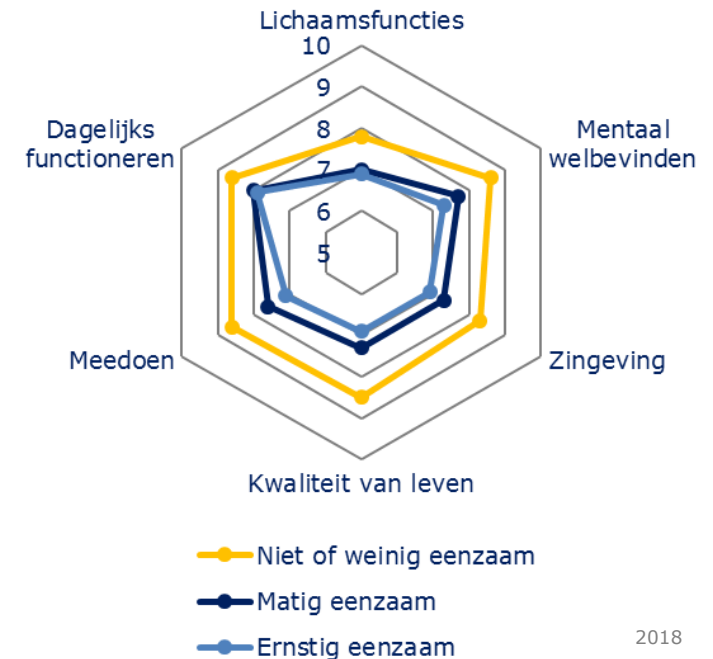 Lichaamsfuncties
10
9
8
7
6
5
Dagelijks
functioneren
Mentaal
welbevinden
Meedoen
Zingeving
Kwaliteit van leven
Niet of weinig eenzaam
Matig eenzaam
Ernstig eenzaam
2018